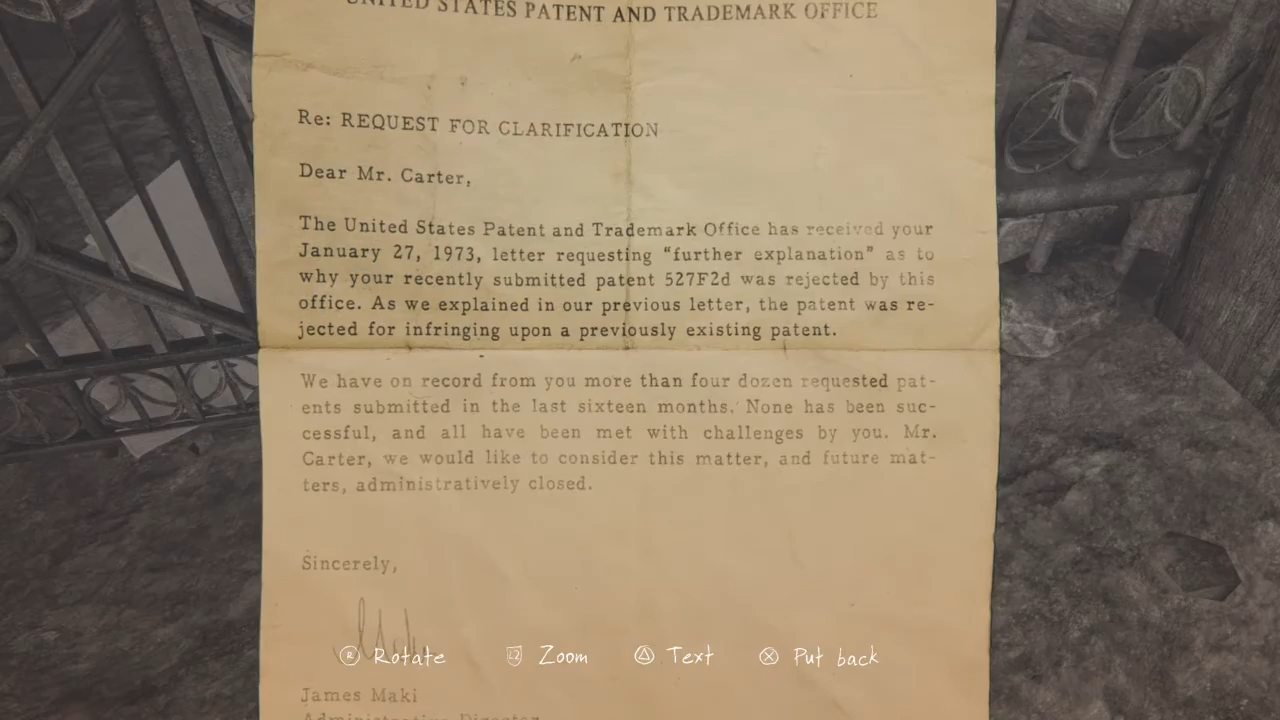 UNITED STATES PATENT AND TRADEMARK OFFICE
Re: REQUEST FOR CLARIFICATION
Dear Mr. Carter,
The United States Patent and Trademark Office has received your
January 27, 1973, letter requesting “further explanation” as to
why your recently submitted patent 527F2d was rejected by this
office. As we explained in our previous letter, the patent was re-
jected for infringing upon a previously existing patent.
We have on record from you more than four dozen requested pat-
ents submitted in the last sixteen months. None has been suc-
cessful, and all have been met with challenges by you. Mr.
Carter, we would like to consider this matter, and future mat-
ters, administratively closed.
Sincerely,
R Rotate L2 Zoom Text Put back
James Maki
Administrative Director